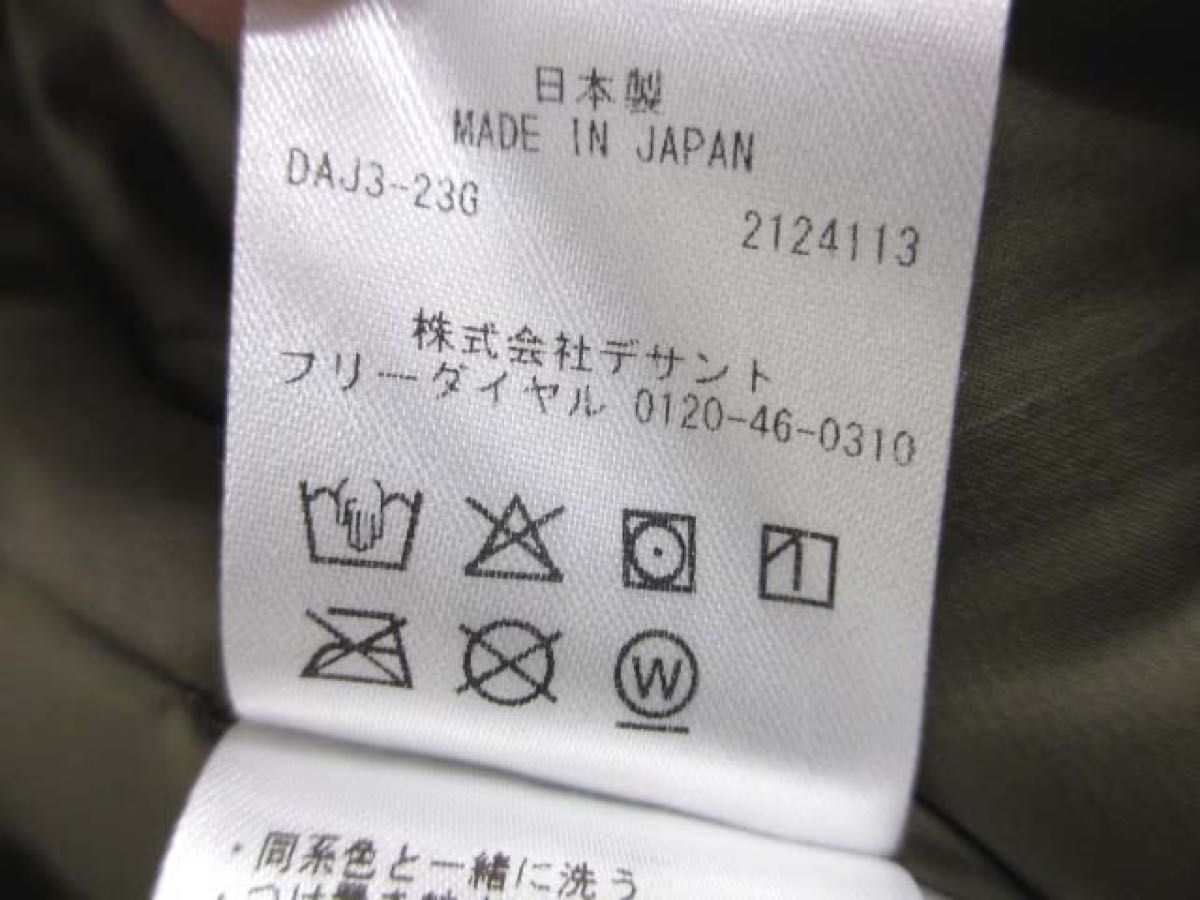 日本製
MADE IN JAPAN
DAJ3-23G
2124113
株式会社デサント
フリーダイヤル 0120-46-0310
W
・同系色と一緒に洗う